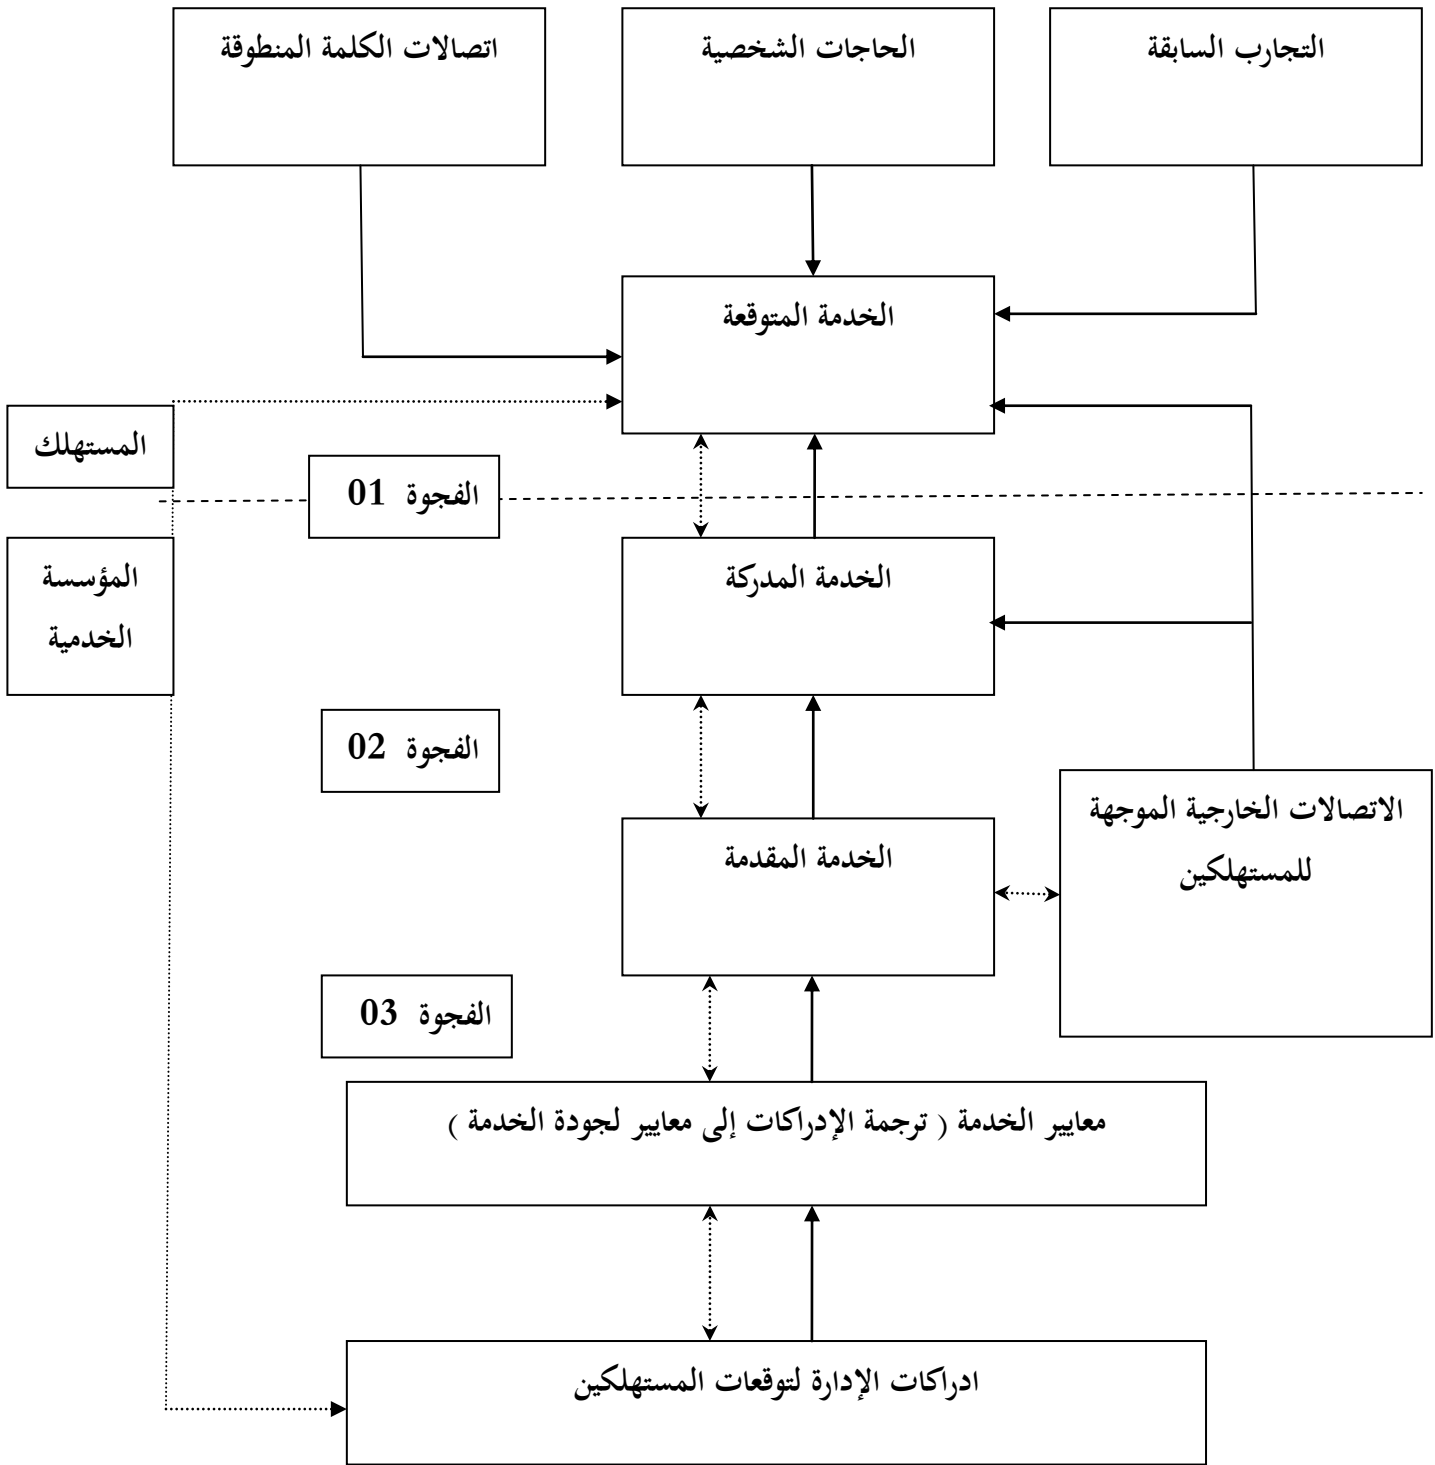 التجارب السابقة
الحاجات الشخصية
اتصالات الكلمة المنطوقة
الخدمة المتوقعة
المستهلك
الفجوة 01
المؤسسة
الخدمية
الخدمة المدركة
الفجوة 02
الاتصالات الخارجية الموجهة
للمستهلكين
الخدمة المقدمة
الفجوة 03
معايير الخدمة ( ترجمة الإدراكات إلى معايير لجودة الخدمة )
ادراكات الإدارة لتوقعات المستهلكين